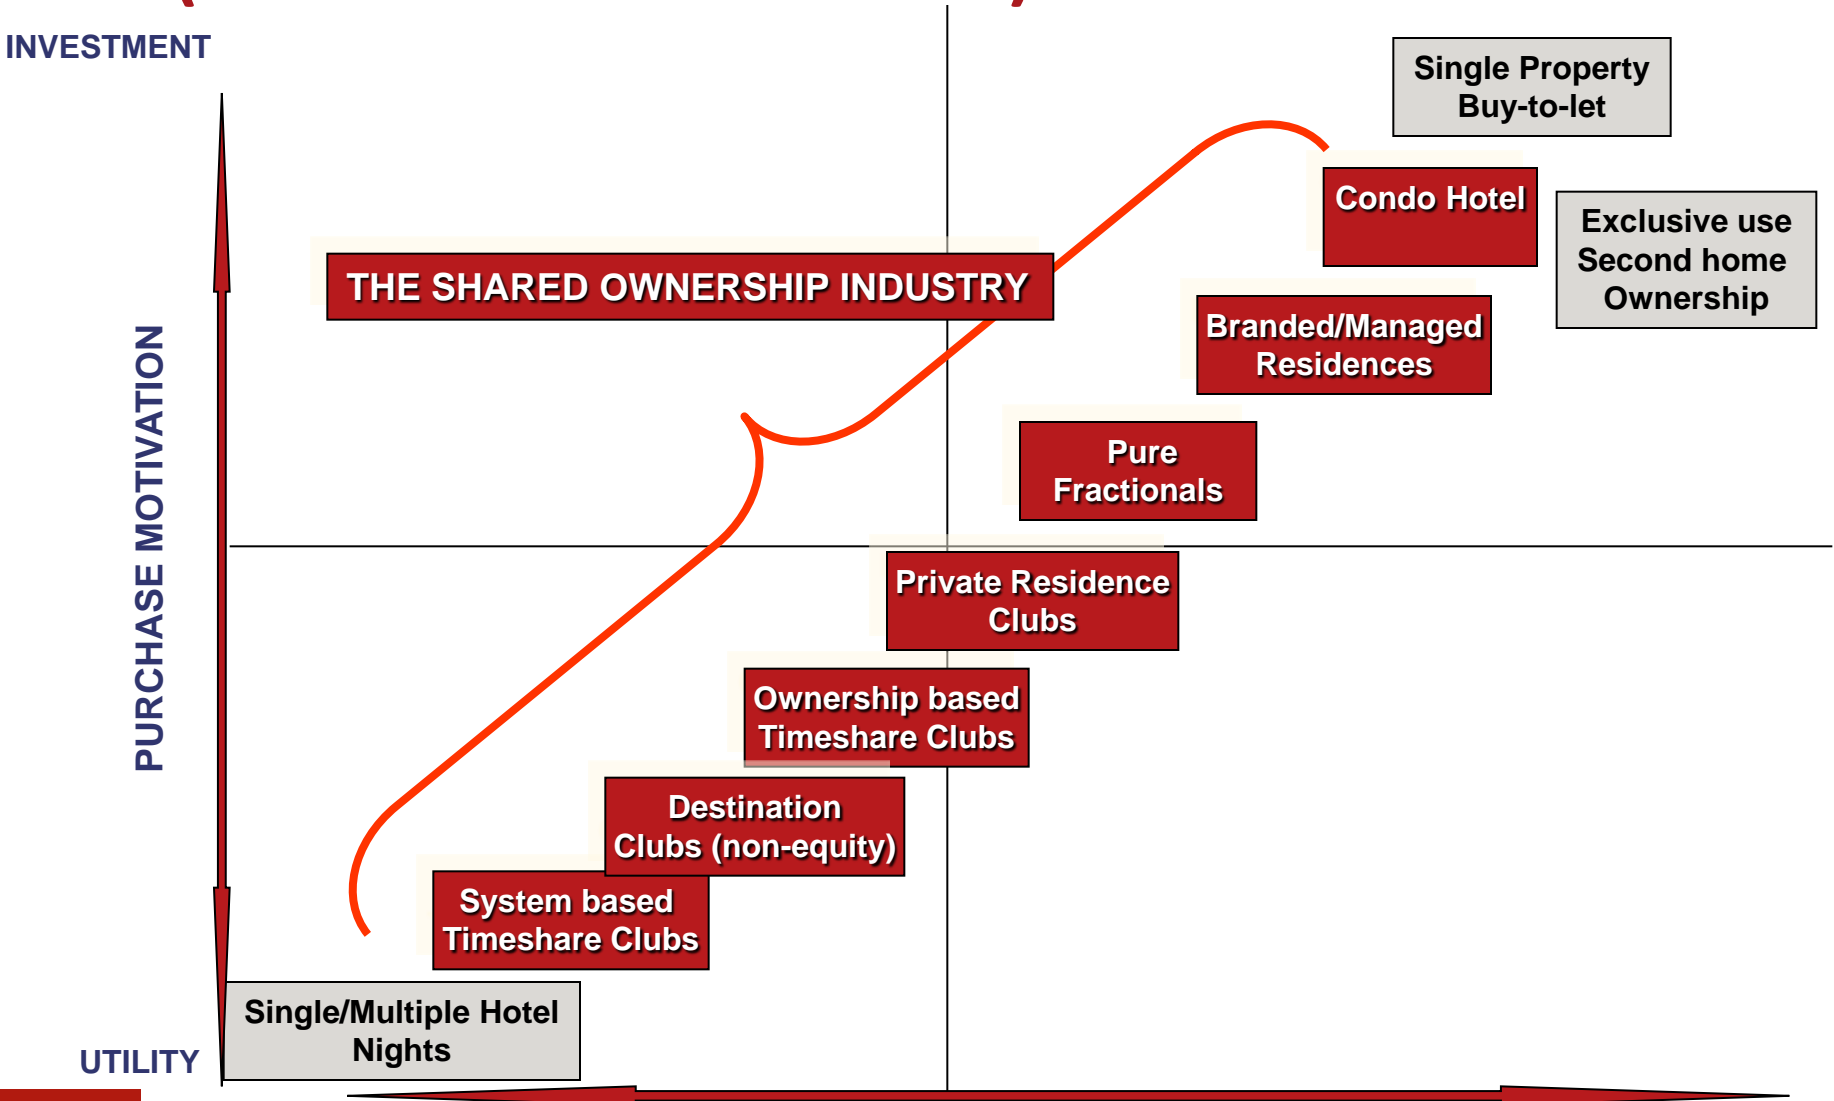 INVESTMENT
Single Property
Buy-to-let
Condo Hotel
Exclusive use
Second home
Ownership
THE SHARED OWNERSHIP INDUSTRY
Branded/Managed
Residences
PURCHASE MOTIVATION
Pure
Fractionals
Private Residence
Clubs
Ownership based
Timeshare Clubs
Destination
Clubs (non-equity)
System based
Timeshare Clubs
Single/Multiple Hotel
Nights
UTILITY